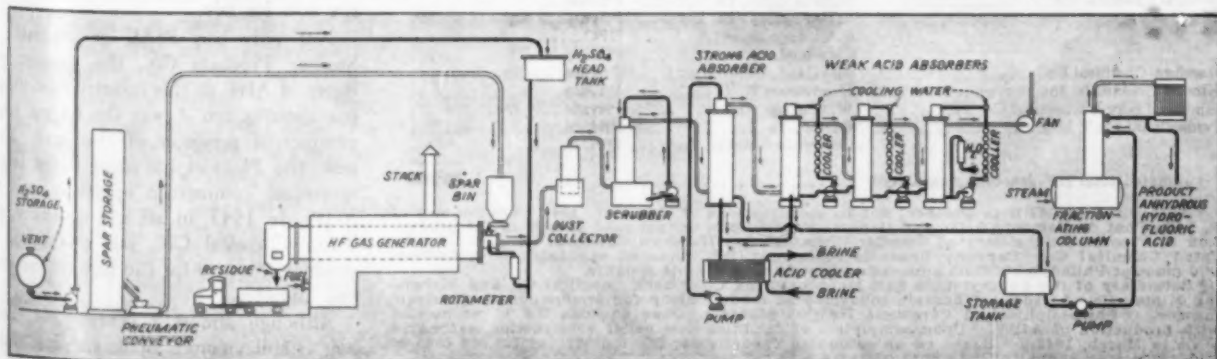 H₂SO₄
STORAGE
VENT
SPAR STORAGE
PNEUMATIC
CONVEYOR
RESIDUE
FUEL
HF GAS GENERATOR
STACK
SPAR
BIN
ROTAMETER
H₂SO₄
HEAD
TANK
DUST
COLLECTOR
SCRUBBER
STRONG ACID
ABSORBER
BRINE
ACID COOLER
BRINE
PUMP
WEAK ACID ABSORBERS
COOLING WATER
COOLER
COOLER
H₂O
COOLER
FAN
STEAM
FRACTION-
ATING
COLUMN
PRODUCT
ANHYDROUS
HYDRO-
FLUORIC
ACID
STORAGE
TANK
PUMP